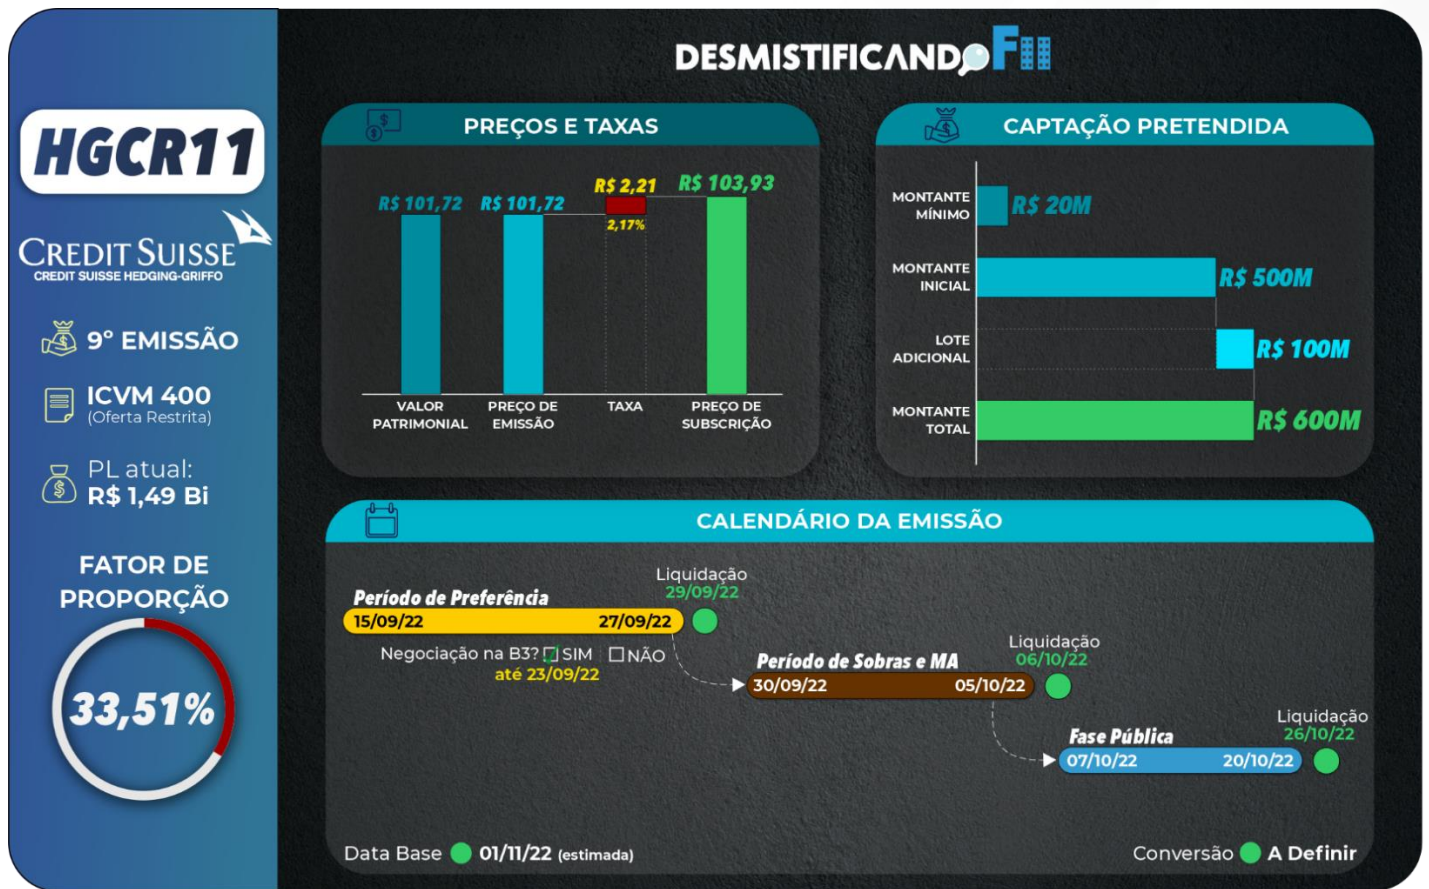 DESMISTIFICANDO FII
HGCR11
CREDIT SUISSE
CREDIT SUISSE HEDGING-GRIFFO
9º EMISSÃO
ICVM 400
(Oferta Restrita)
PL atual:
R$ 1,49 Bi
FATOR DE
PROPORÇÃO
33,51%
PREÇOS E TAXAS
R$ 101,72
R$ 101,72
R$ 2,21
R$ 103,93
2,17%
VALOR
PATRIMONIAL
PREÇO DE
EMISSÃO
TAXA
PREÇO DE
SUBSCRIÇÃO
CAPTAÇÃO PRETENDIDA
MONTANTE
MÍNIMO
R$ 20M
MONTANTE
INICIAL
R$ 500M
LOTE
ADICIONAL
R$ 100M
MONTANTE
TOTAL
R$ 600M
CALENDÁRIO DA EMISSÃO
Período de Preferência
15/09/22 27/09/22
Liquidação
29/09/22
Negociação na B3? SIM NÃO
até 23/09/22
Período de Sobras e MA
30/09/22 05/10/22
Liquidação
06/10/22
Fase Pública
07/10/22 20/10/22
Liquidação
26/10/22
Data Base 01/11/22 (estimada)
Conversão A Definir